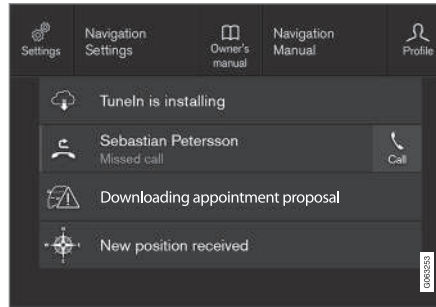 Settings
Navigation
Settings
Owner's
manual
Navigation
Manual
Profile
TuneIn is installing
Sebastian Petersson
Missed call
Call
Downloading appointment proposal
New position received
G063253